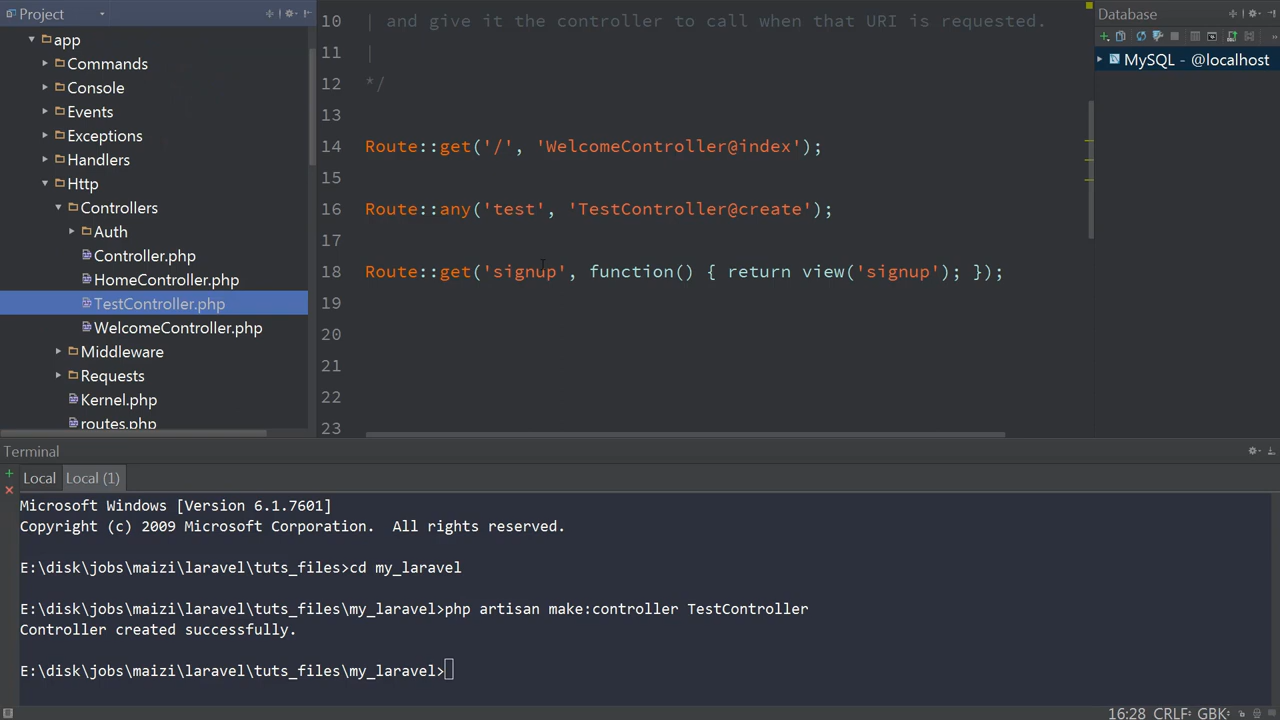 Project
app
Commands
Console
Events
Exceptions
Handlers
Http
Controllers
Auth
Controller.php
HomeController.php
TestController.php
WelcomeController.php
Middleware
Requests
Kernel.php
routes.php
10 | and give it the controller to call when that URI is requested.
11 |
12 */
13
14 Route::get('/', 'WelcomeController@index');
15
16 Route::any('test', 'TestController@create');
17
18 Route::get('signup', function() { return view('signup'); });
19
20
21
22
23
Database
MySQL - @localhost
Terminal
Local
Local (1)
Microsoft Windows [Version 6.1.7601]
Copyright (c) 2009 Microsoft Corporation.  All rights reserved.
E:\disk\jobs\maizi\laravel\tuts_files>cd my_laravel
E:\disk\jobs\maizi\laravel\tuts_files\my_laravel>php artisan make:controller TestController
Controller created successfully.
E:\disk\jobs\maizi\laravel\tuts_files\my_laravel>
16:28 CRLF÷ GBK÷